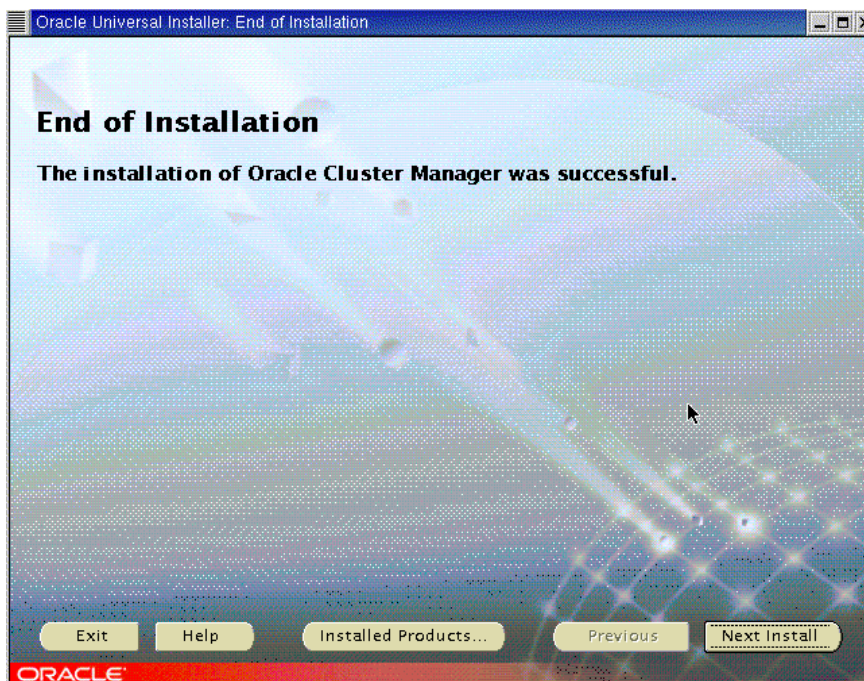 Oracle Universal Installer: End of Installation
End of Installation
The installation of Oracle Cluster Manager was successful.
Exit Help Installed Products... Previous Next Install
ORACLE